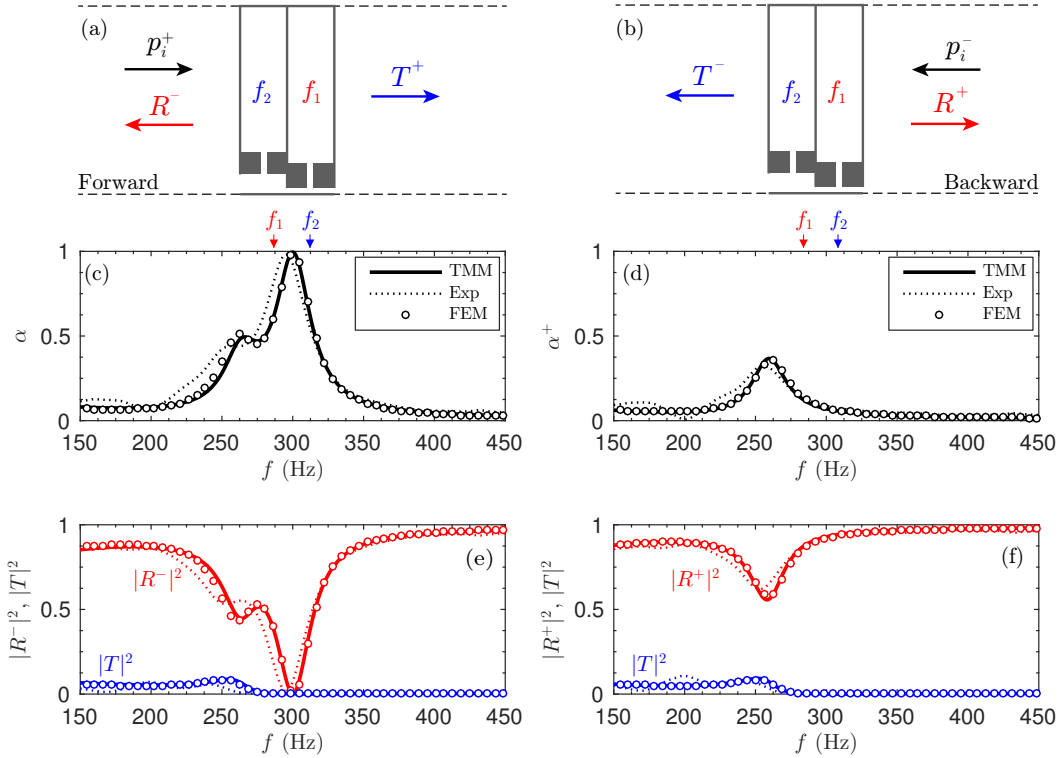 (a)
p_i^+
R^-
f_2
f_1
T^+
Forward
(b)
T^-
f_2
f_1
p_i^-
R^+
Backward
f_1 f_2
(c)
TMM
Exp
FEM
1
0.5
0
α
150 200 250 300 350 400 450
f (Hz)
f_1 f_2
(d)
TMM
Exp
FEM
1
0.5
0
α^+
150 200 250 300 350 400 450
f (Hz)
(e)
|R^-|^2
|T|^2
1
0.5
0
|R^-|^2, |T|^2
150 200 250 300 350 400 450
f (Hz)
(f)
|R^+|^2
|T|^2
1
0.5
0
|R^+|^2, |T|^2
150 200 250 300 350 400 450
f (Hz)